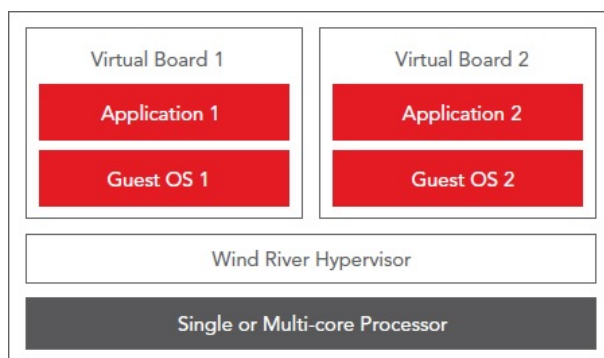 Virtual Board 1
Application 1
Guest OS 1
Virtual Board 2
Application 2
Guest OS 2
Wind River Hypervisor
Single or Multi-core Processor